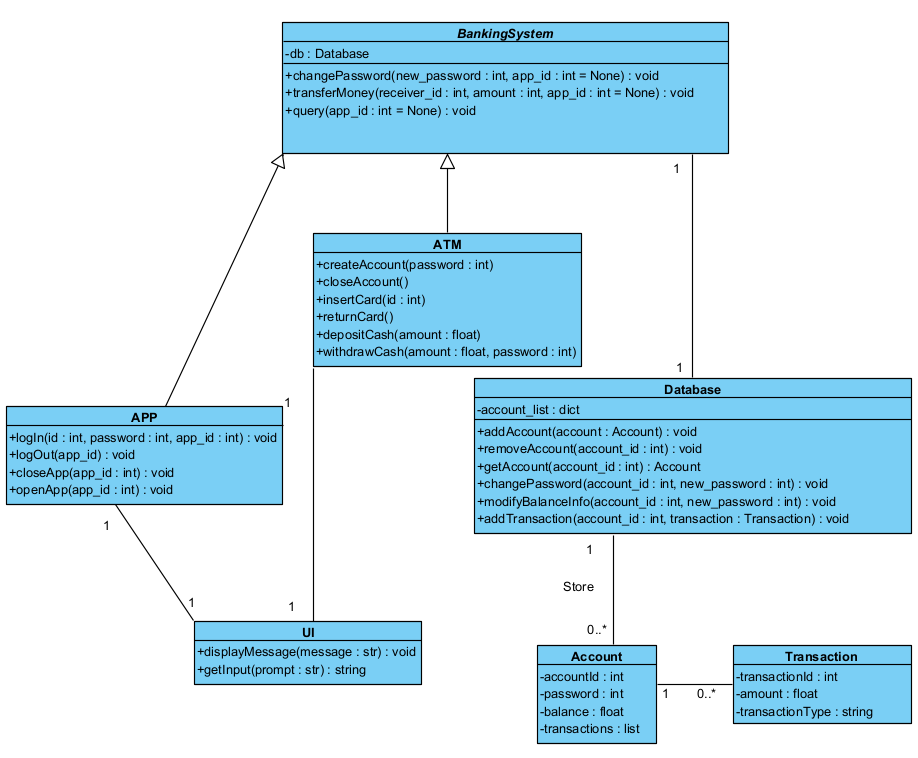 BankingSystem
-db : Database
+changePassword(new_password : int, app_id : int = None) : void
+transferMoney(receiver_id : int, amount : int, app_id : int = None) : void
+query(app_id : int = None) : void
1
ATM
+createAccount(password : int)
+closeAccount()
+insertCard(id : int)
+returnCard()
+depositCash(amount : float)
+withdrawCash(amount : float, password : int)
1
Database
-account_list : dict
+addAccount(account : Account) : void
+removeAccount(account_id : int) : void
+getAccount(account_id : int) : Account
+changePassword(account_id : int, new_password : int) : void
+modifyBalanceInfo(account_id : int, new_password : int) : void
+addTransaction(account_id : int, transaction : Transaction) : void
1
APP
+logIn(id : int, password : int, app_id : int) : void
+logOut(app_id) : void
+closeApp(app_id : int) : void
+openApp(app_id : int) : void
1
1
Store
1
1
0..*
UI
+displayMessage(message : str) : void
+getInput(prompt : str) : string
Account
-accountId : int
-password : int
-balance : float
-transactions : list
1
0..*
Transaction
-transactionId : int
-amount : float
-transactionType : string